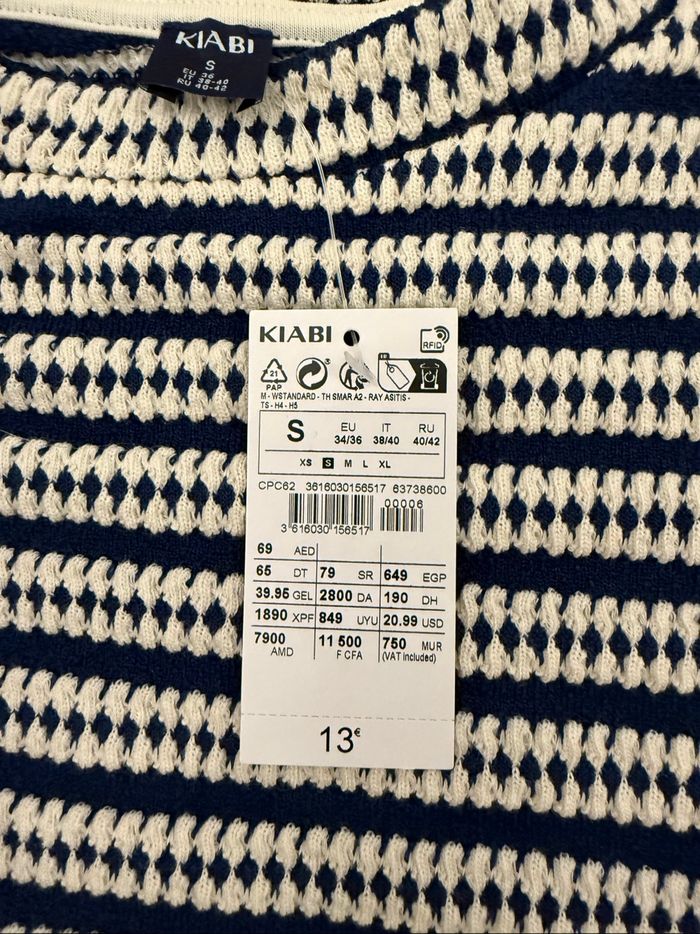 KIABI
S
EU 36
IT 38-40
RU 40-42
KIABI
RFID
21
PAP
FR
M - WSTANDARD - TH SMAR A2 - RAY ASITIS -
TS - H4 - H5
S EU IT RU
34/36 38/40 40/42
XS S M L XL
CPC62 3616030156517 63738600
00006
3 616030 156517
69 AED
65 DT 79 SR 649 EGP
39.95 GEL 2800 DA 190 DH
1890 XPF 849 UYU 20.99 USD
7900 AMD 11 500 F CFA 750 MUR
(VAT included)
13€